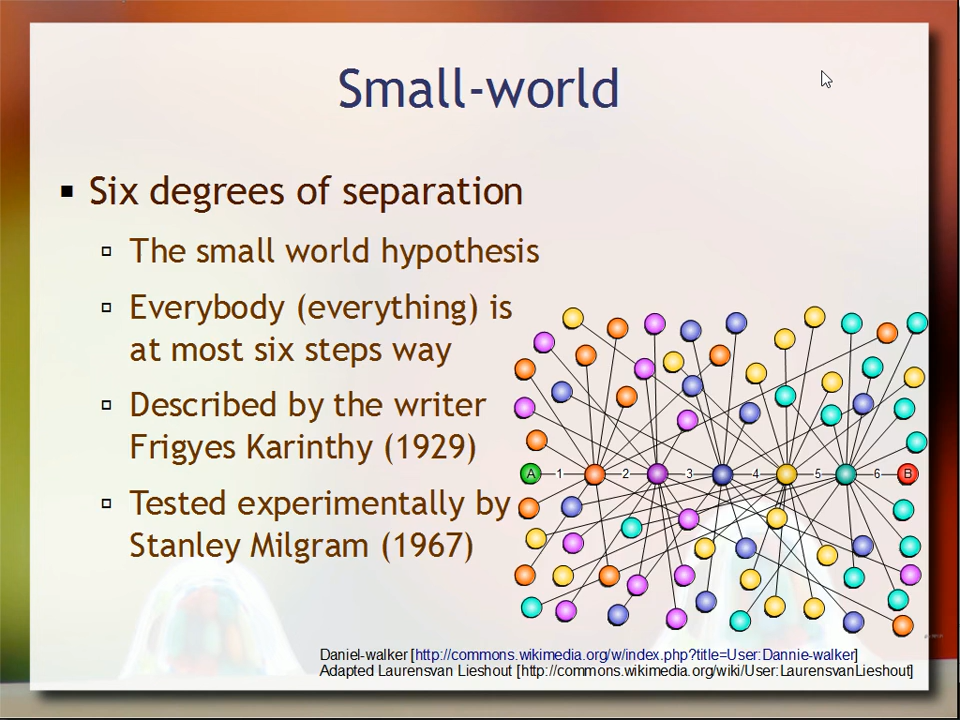 Small-world
Six degrees of separation
The small world hypothesis
Everybody (everything) is
at most six steps way
Described by the writer
Frigyes Karinthy (1929)
Tested experimentally by
Stanley Milgram (1967)
A 1 2 3 4 5 6 B
Daniel-walker [http://commons.wikimedia.org/w/index.php?title=User:Dannie-walker]
Adapted Laurensvan Lieshout [http://commons.wikimedia.org/wiki/User:LaurensvanLieshout]